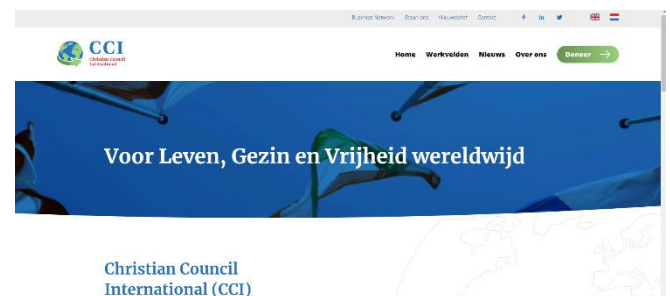 Business Network Steun ons Nieuwsbrief Contact
CCI
Christian Council
International
Home Werkvelden Nieuws Over ons Doneer →
Voor Leven, Gezin en Vrijheid wereldwijd
Christian Council
International (CCI)